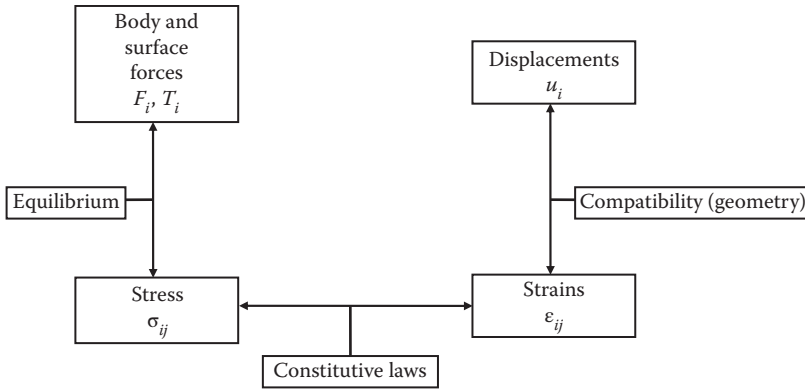 Body and
surface
forces
F_i, T_i
Displacements
u_i
Equilibrium
Compatibility (geometry)
Stress
σ_ij
Strains
ε_ij
Constitutive laws